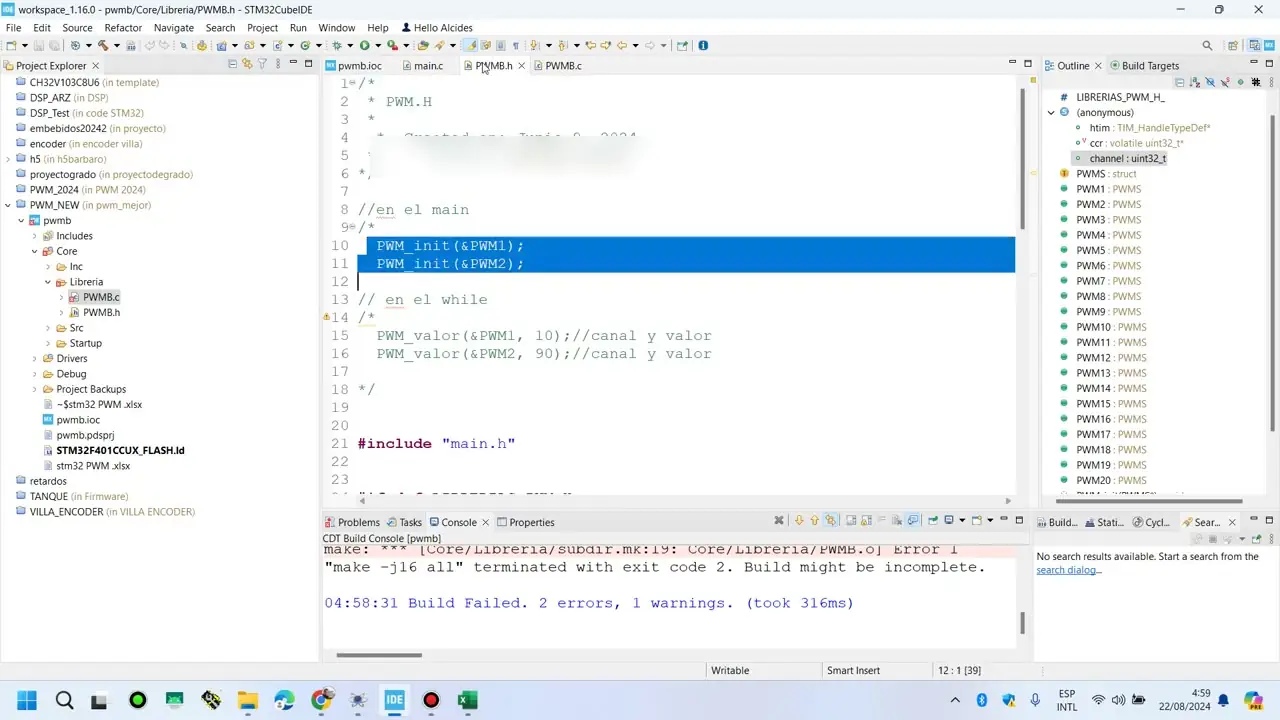 workspace_1.16.0 - pwmb/Core/Libreria/PWMB.h - STM32CubeIDE
File Edit Source Refactor Navigate Search Project Run Window Help Hello Alcides
Project Explorer
CH32V103C8U6 (in template)
DSP_ARZ (in DSP)
DSP_Test (in code STM32)
embebidos20242 (in proyecto)
encoder (in encoder villa)
h5 (in h5barbaro)
proyectogrado (in proyectodegrado)
PWM_2024 (in PWM 2024)
PWM_NEW (in pwm_mejor)
pwmb
Includes
Core
Inc
Libreria
PWMB.c
PWMB.h
Src
Startup
Drivers
Debug
Project Backups
~$stm32 PWM .xlsx
pwmb.ioc
pwmb.pdsprj
STM32F401CCUX_FLASH.ld
stm32 PWM .xlsx
retardos
TANQUE (in Firmware)
VILLA_ENCODER (in VILLA ENCODER)
pwmb.ioc main.c PWMB.h PWMB.c
1 /*
2 * PWM.H
3 *
4 * Created on: Junio 9, 2024
5
6 */
7
8 //en el main
9 /*
10 PWM_init(&PWM1);
11 PWM_init(&PWM2);
12
13 // en el while
14 /*
15 PWM_valor(&PWM1, 10);//canal y valor
16 PWM_valor(&PWM2, 90);//canal y valor
17
18 */
19
20
21 #include "main.h"
22
23
Problems Tasks Console Properties
CDT Build Console [pwmb]
make: *** [Core/Libreria/subdir.mk:19: Core/Libreria/PWMB.o] Error 1
"make -j16 all" terminated with exit code 2. Build might be incomplete.
04:58:31 Build Failed. 2 errors, 1 warnings. (took 316ms)
Outline Build Targets
LIBRERIAS_PWM_H_
(anonymous)
htim : TIM_HandleTypeDef*
ccr : volatile uint32_t*
channel : uint32_t
PWMS : struct
PWM1 : PWMS
PWM2 : PWMS
PWM3 : PWMS
PWM4 : PWMS
PWM5 : PWMS
PWM6 : PWMS
PWM7 : PWMS
PWM8 : PWMS
PWM9 : PWMS
PWM10 : PWMS
PWM11 : PWMS
PWM12 : PWMS
PWM13 : PWMS
PWM14 : PWMS
PWM15 : PWMS
PWM16 : PWMS
PWM17 : PWMS
PWM18 : PWMS
PWM19 : PWMS
PWM20 : PWMS
Build... Stati... Cycl... Sear...
No search results available. Start a search from the
search dialog...
Writable Smart Insert 12 : 1 [39]
ESP
INTL
4:59
22/08/2024